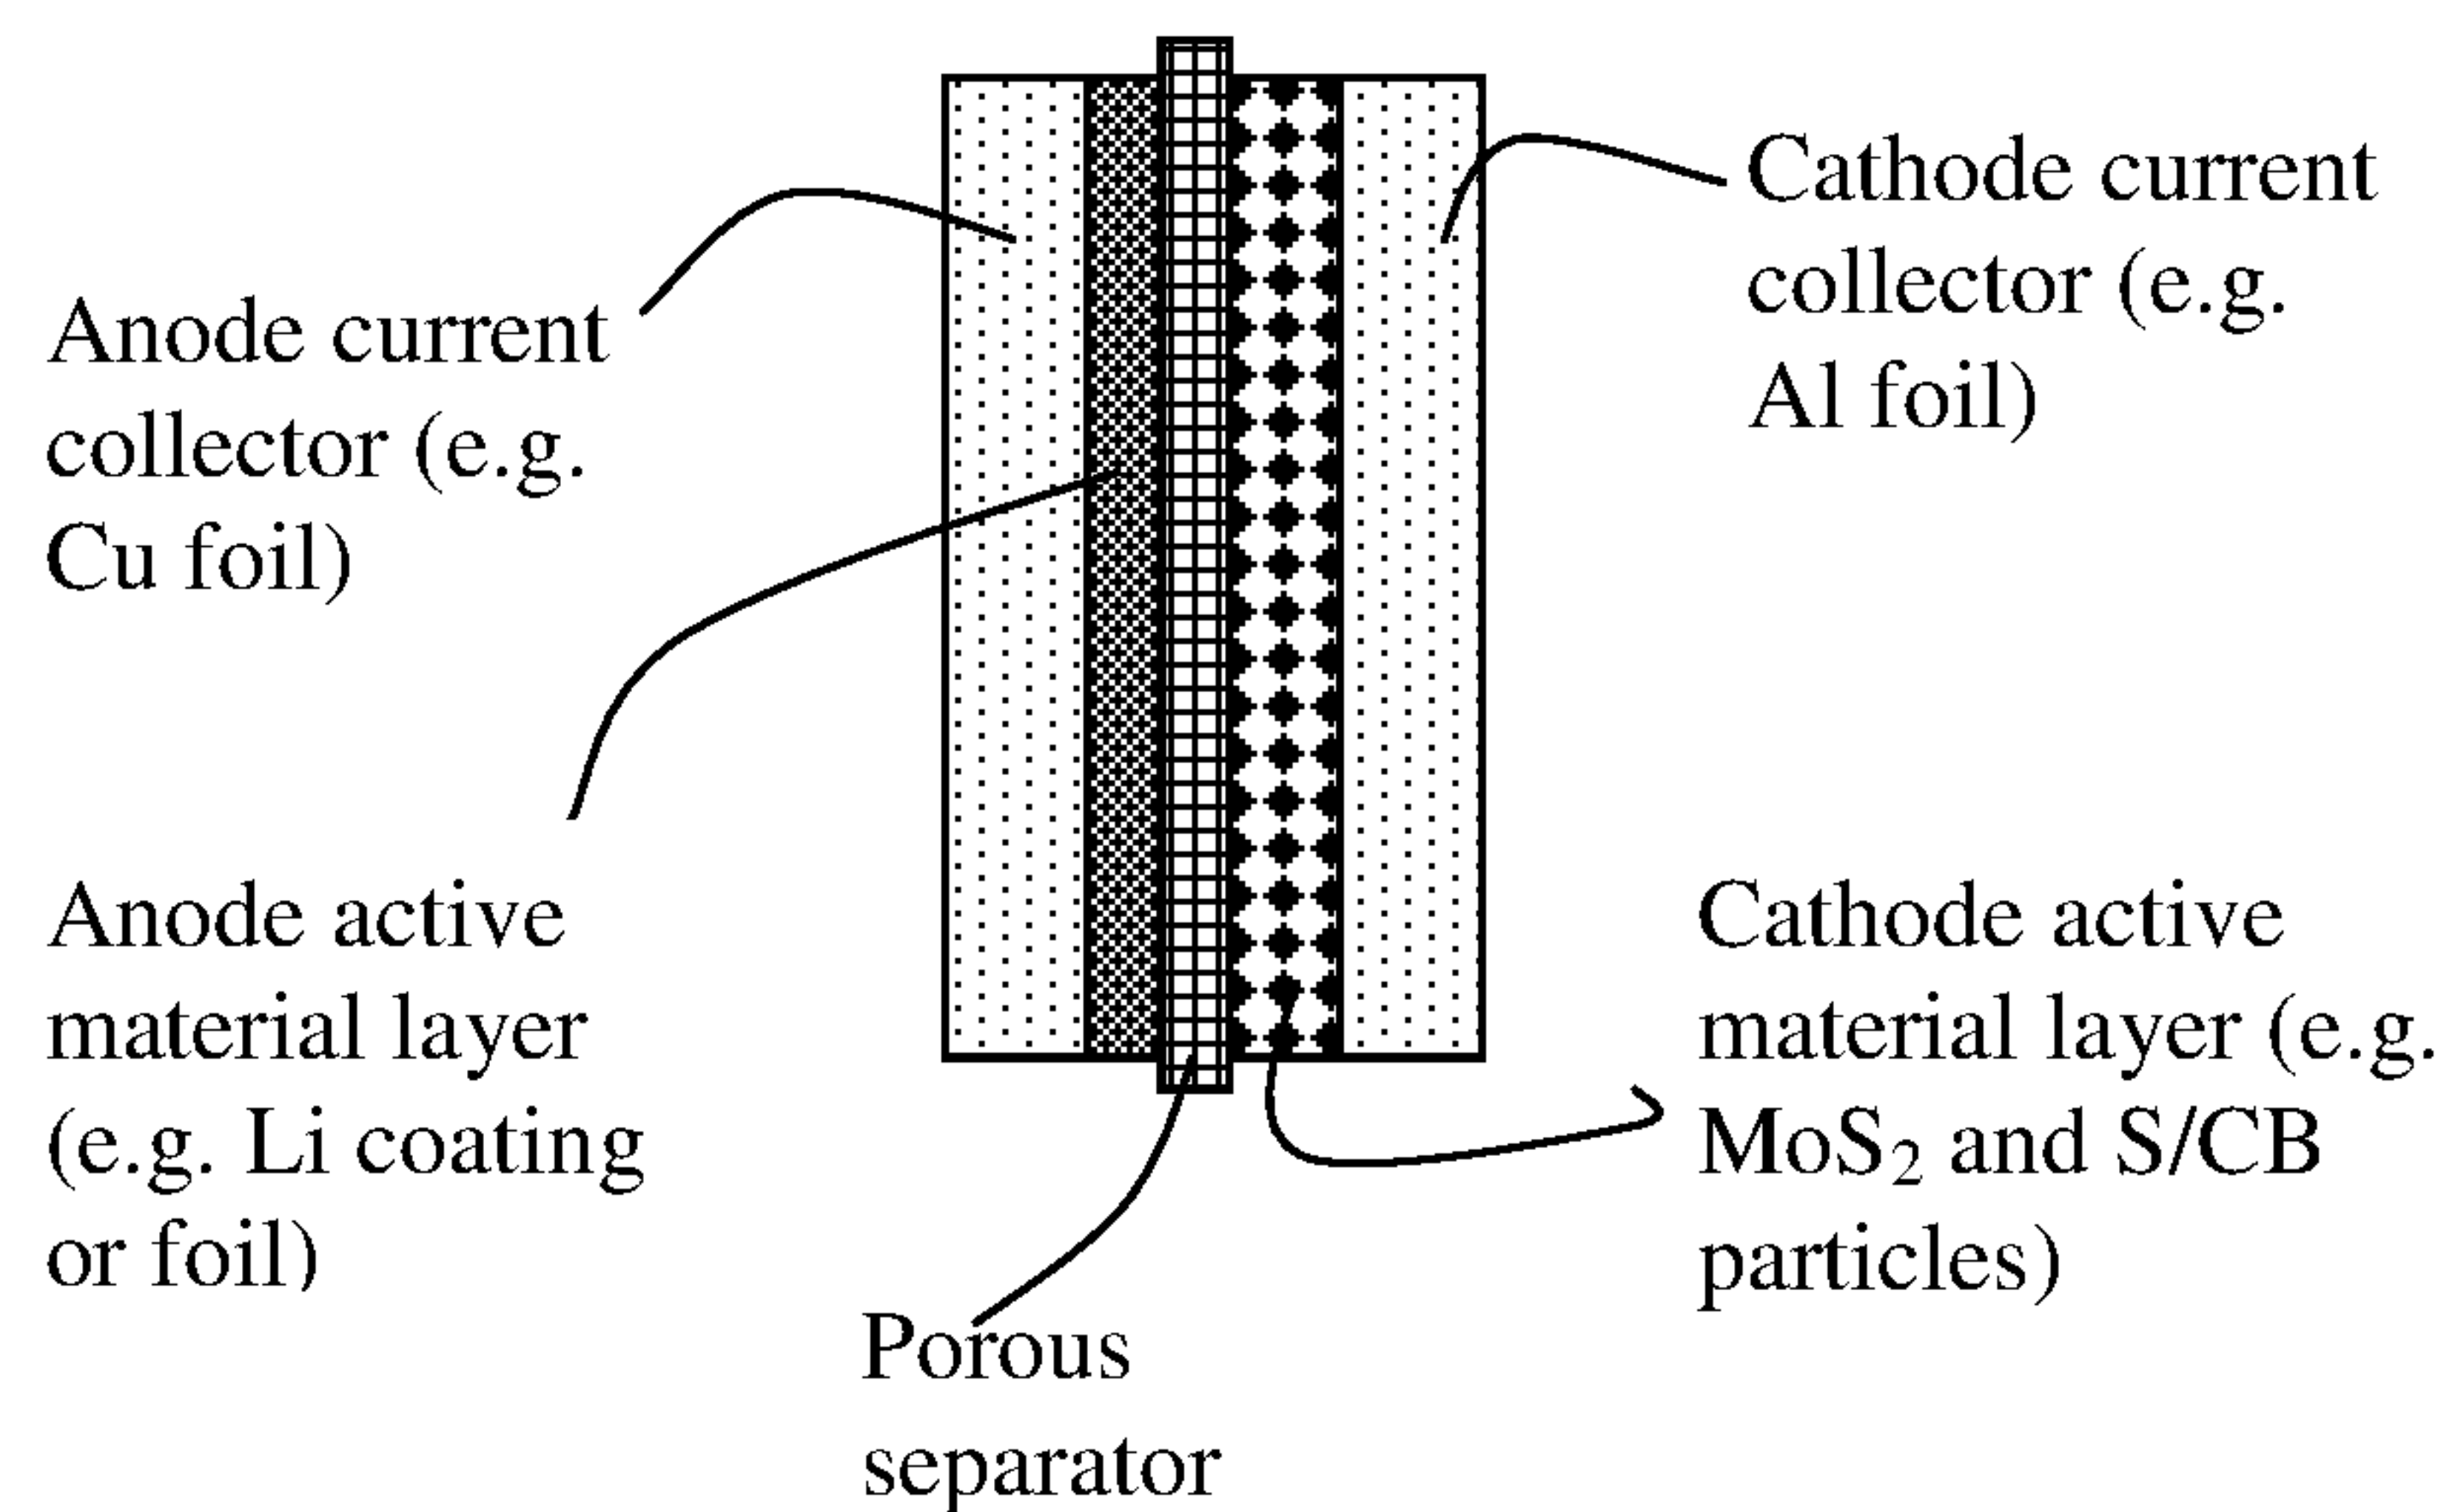 Cathode current
collector (e.g.
Al foil)
Anode current
collector (e.g.
Cu foil)
Anode active
material layer
(e.g. Li coating
or foil)
Cathode active
material layer (e.g.
MoS₂ and S/CB
particles)
Porous
separator